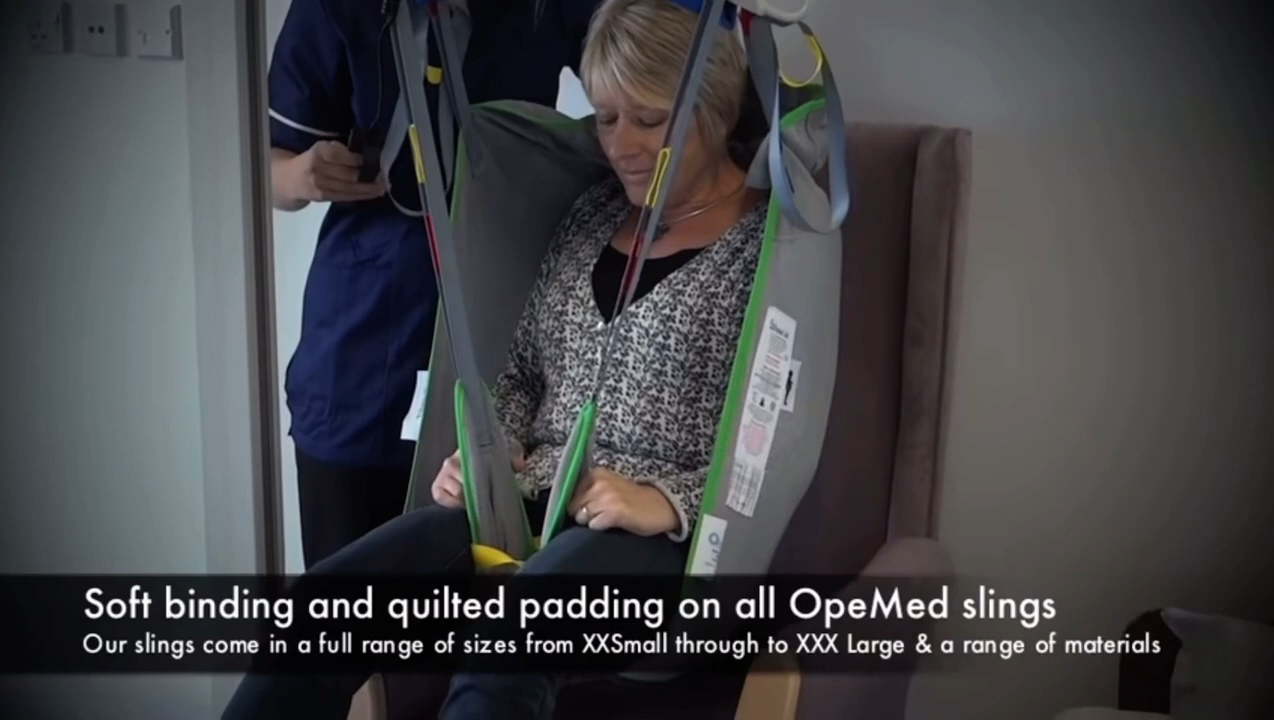 Soft binding and quilted padding on all OpeMed slings
Our slings come in a full range of sizes from XXSmall through to XXX Large & a range of materials